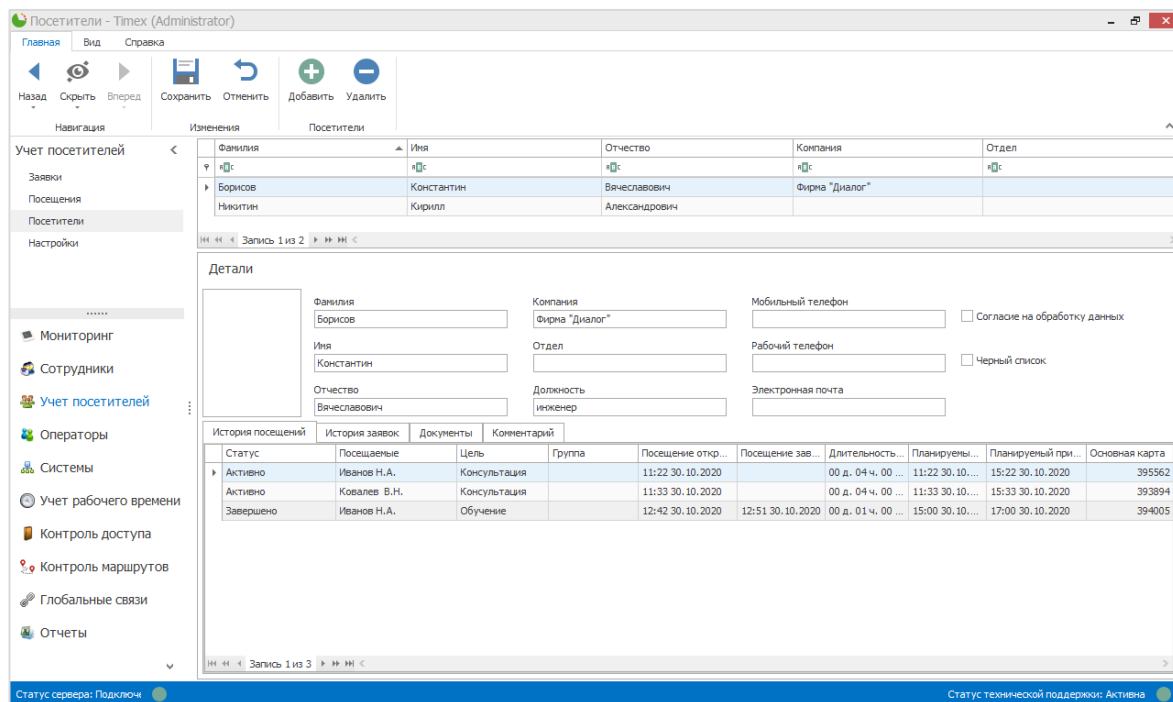 Посетители - Timex (Administrator)
Главная Вид Справка
Назад Скрыть Вперед Сохранить Отменить Добавить Удалить
Навигация Изменения Посетители
Учет посетителей
Заявки
Посещения
Посетители
Настройки
Мониторинг
Сотрудники
Учет посетителей
Операторы
Системы
Учет рабочего времени
Контроль доступа
Контроль маршрутов
Глобальные связи
Отчеты
Фамилия Имя Отчество Компания Отдел
Борисов Константин Вячеславович Фирма "Диалог"
Никитин Кирилл Александрович
Запись 1 из 2
Детали
Фамилия Компания Мобильный телефон
Борисов Фирма "Диалог" Согласие на обработку данных
Имя Отдел Рабочий телефон
Константин Черный список
Отчество Должность Электронная почта
Вячеславович инженер
История посещений История заявок Документы Комментарий
Статус Посещаемые Цель Группа Посещение откр... Посещение зав... Длительность... Планируемы... Планируемый при... Основная карта
Активно Иванов Н.А. Консультация 11:22 30.10.2020 00 д. 04 ч. 00 ... 11:22 30.10.... 15:22 30.10.2020 395562
Активно Ковалев В.Н. Консультация 11:33 30.10.2020 00 д. 04 ч. 00 ... 11:33 30.10.... 15:33 30.10.2020 393894
Завершено Иванов Н.А. Обучение 12:42 30.10.2020 12:51 30.10.2020 00 д. 01 ч. 00 ... 15:00 30.10.... 17:00 30.10.2020 394005
Запись 1 из 3
Статус сервера: Подключе Статус технической поддержки: Активна